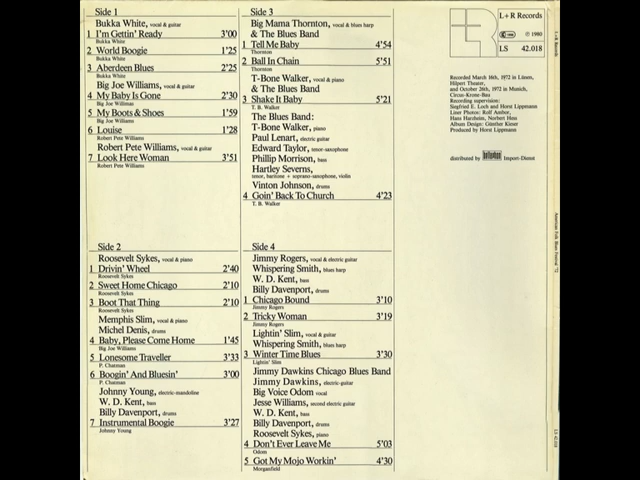 Side 1
Bukka White, vocal & guitar
1 I'm Gettin' Ready 3'00
Bukka White
2 World Boogie 1'25
Bukka White
3 Aberdeen Blues 2'25
Bukka White
Big Joe Williams, vocal & guitar
4 My Baby Is Gone 2'30
Big Joe Williams
5 My Boots & Shoes 1'59
Big Joe Williams
6 Louise 1'28
Robert Pete Williams
Robert Pete Williams, vocal & guitar
7 Look Here Woman 3'51
Robert Pete Williams
Side 2
Roosevelt Sykes, vocal & piano
1 Drivin' Wheel 2'40
Roosevelt Sykes
2 Sweet Home Chicago 2'10
Roosevelt Sykes
3 Boot That Thing 2'10
Roosevelt Sykes
Memphis Slim, vocal & piano
Michel Denis, drums
4 Baby, Please Come Home 1'45
Big Joe Williams
5 Lonesome Traveller 3'33
P. Chatman
6 Boogin' And Bluesin' 3'00
P. Chatman
Johnny Young, electric-mandoline
W. D. Kent, bass
Billy Davenport, drums
7 Instrumental Boogie 3'27
Johnny Young
Side 3
Big Mama Thornton, vocal & blues harp
& The Blues Band
1 Tell Me Baby 4'54
Thornton
2 Ball In Chain 5'51
Thornton
T-Bone Walker, vocal & piano
& The Blues Band
3 Shake It Baby 5'21
T. B. Walker
The Blues Band:
T-Bone Walker, piano
Paul Lenart, electric guitar
Edward Taylor, tenor-saxophone
Phillip Morrison, bass
Hartley Severns,
tenor, baritone + soprano-saxophone, violin
Vinton Johnson, drums
4 Goin' Back To Church 4'23
T. B. Walker
Side 4
Jimmy Rogers, vocal & electric guitar
Whispering Smith, blues harp
W. D. Kent, bass
Billy Davenport, drums
1 Chicago Bound 3'10
Jimmy Rogers
2 Tricky Woman 3'19
Jimmy Rogers
Lightin' Slim, vocal & guitar
Whispering Smith, blues harp
3 Winter Time Blues 3'30
Lightin' Slim
Jimmy Dawkins Chicago Blues Band
Jimmy Dawkins, electric-guitar
Big Voice Odom vocal
Jesse Williams, second electric guitar
W. D. Kent, bass
Billy Davenport, drums
Roosevelt Sykes, piano
4 Don't Ever Leave Me 5'03
Odom
5 Got My Mojo Workin' 4'30
Morganfield
L+R Records
℗ 1980
LS 42.018
Recorded March 16th, 1972 in
Hilpert Theater,
and October 26th, 1972 in Munich,
Circus-Krone-Bau
Recording supervision:
Siegfried E. Loch and Horst Lippmann
Liner Photos: Rolf Ambor,
Hans Harzheim, Norbert Hess
Album Design: Günther Kieser
Produced by Horst Lippmann
distributed by bellaphon Import-Dienst
L+R Records
American Folk Blues Festival '72
LS 42.018